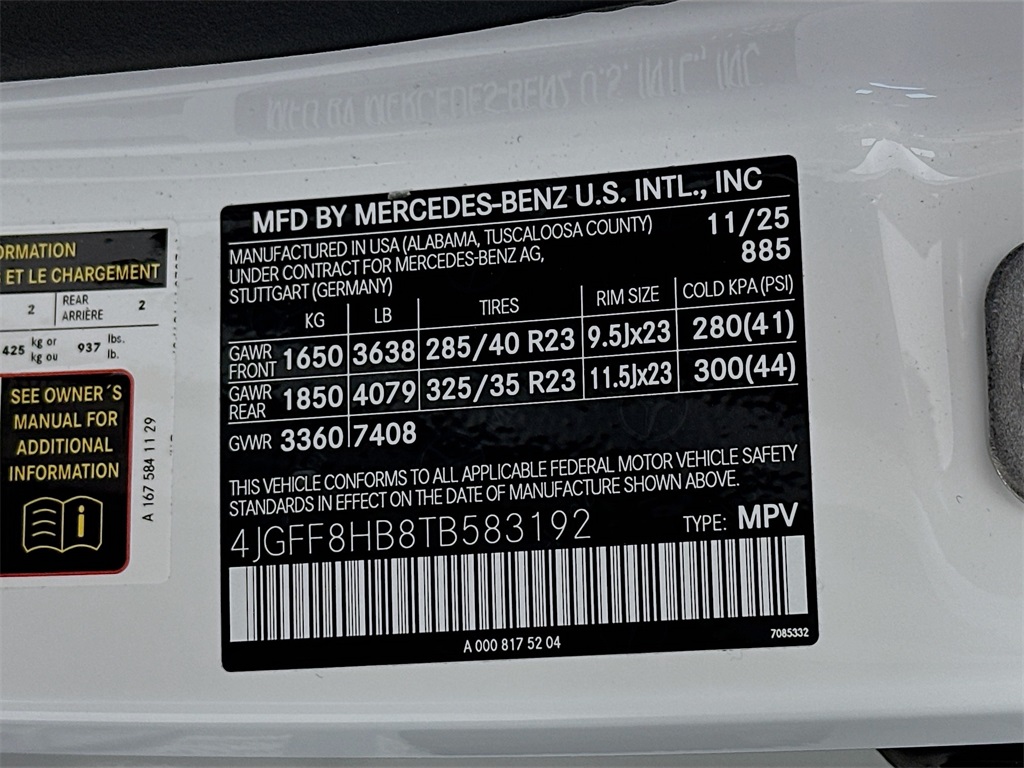 MFD BY MERCEDES-BENZ U.S. INTL., INC
MANUFACTURED IN USA (ALABAMA, TUSCALOOSA COUNTY) 11/25
UNDER CONTRACT FOR MERCEDES-BENZ AG, 885
STUTTGART (GERMANY)
KG LB TIRES RIM SIZE COLD KPA (PSI)
GAWR FRONT 1650 3638 285/40 R23 9.5Jx23 280(41)
GAWR REAR 1850 4079 325/35 R23 11.5Jx23 300(44)
GVWR 3360 7408
THIS VEHICLE CONFORMS TO ALL APPLICABLE FEDERAL MOTOR VEHICLE SAFETY
STANDARDS IN EFFECT ON THE DATE OF MANUFACTURE SHOWN ABOVE.
4JGFF8HB8TB583192 TYPE: MPV
A 000 817 52 04
7085332
ET LE CHARGEMENT
2 REAR ARRIÈRE 2
425 kg or kg ou 937 lbs. lb.
SEE OWNER´S
MANUAL FOR
ADDITIONAL
INFORMATION
i
A 167 584 11 29